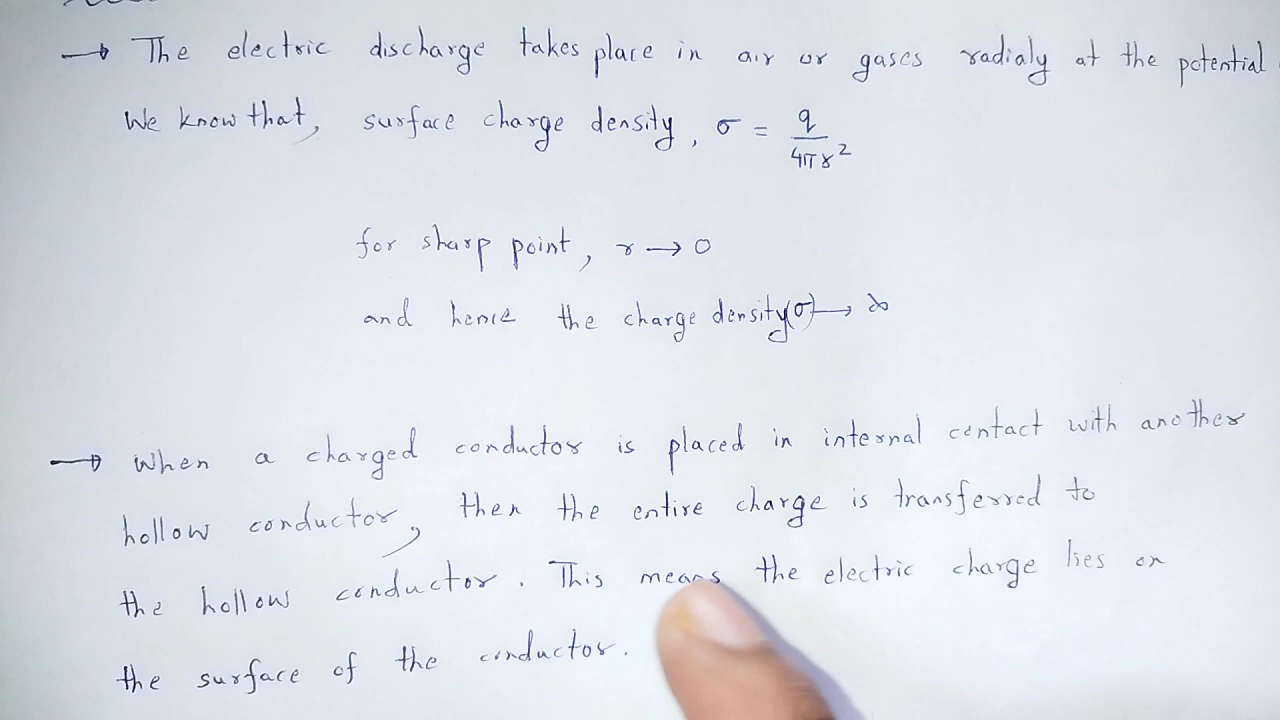 → The electric discharge takes place in air or gases radialy at the potential
We know that, surface charge density, σ = q / 4πr²
for sharp point, r → 0
and hence the charge density(σ) → ∞
→ When a charged conductor is placed in internal contact with another
hollow conductor, then the entire charge is transferred to
the hollow conductor. This means the electric charge lies on
the surface of the conductor.